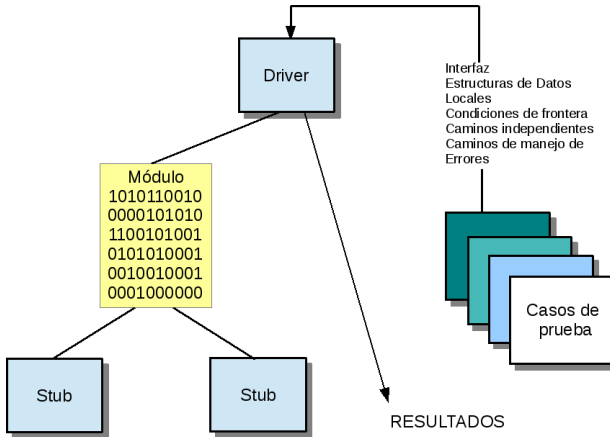 Driver
Interfaz
Estructuras de Datos
Locales
Condiciones de frontera
Caminos independientes
Caminos de manejo de
Errores
Módulo
1010110010
0000101010
1100101001
0101010001
0010010001
0001000000
Casos de
prueba
Stub
Stub
RESULTADOS